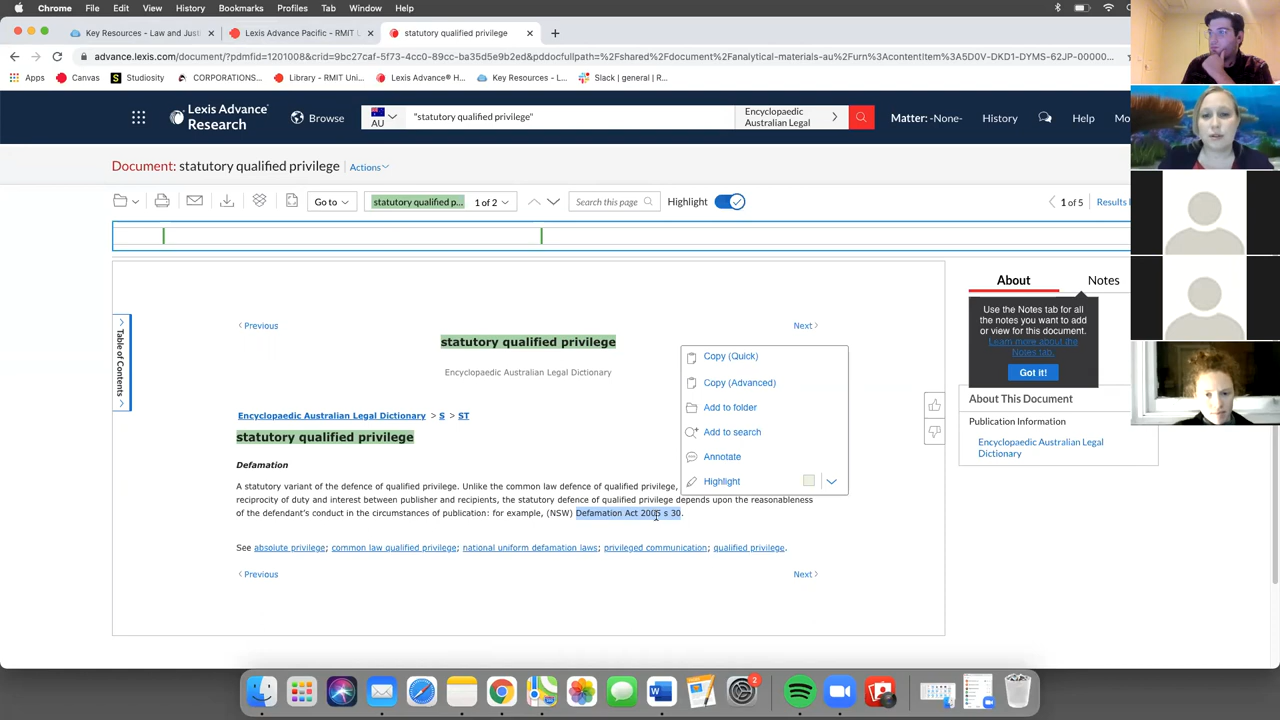 Chrome File Edit View History Bookmarks Profiles Tab Window Help
Key Resources - Law and Just
Lexis Advance Pacific - RMIT L
statutory qualified privilege
advance.lexis.com/document/?pdmfid=1201008&crid=9bc27caf-5f73-4cc0-89cc-ba35d5e9b2ed&pddocfullpath=%2Fshared%2Fdocument%2Fanalytical-materials-au%2Furn%3AcontentItem%3A5D0V-DKD1-DYMS-62JP-00000...
Apps Canvas Studiosity CORPORATIONS... Library - RMIT Uni... Lexis Advance® H... Key Resources - L... Slack | general | R...
Lexis Advance®
Research
Browse
AU
"statutory qualified privilege"
Encyclopaedic
Australian Legal
Matter: -None-
History
Help
Mo
Document: statutory qualified privilege
Actions
Go to
statutory qualified p...
1 of 2
Search this page
Highlight
1 of 5
Results
Table of Contents
Previous
Next
statutory qualified privilege
Encyclopaedic Australian Legal Dictionary
Encyclopaedic Australian Legal Dictionary > S > ST
statutory qualified privilege
Defamation
A statutory variant of the defence of qualified privilege. Unlike the common law defence of qualified privilege,
reciprocity of duty and interest between publisher and recipients, the statutory defence of qualified privilege depends upon the reasonableness
of the defendant's conduct in the circumstances of publication: for example, (NSW) Defamation Act 2005 s 30.
See absolute privilege; common law qualified privilege; national uniform defamation laws; privileged communication; qualified privilege.
Previous
Next
Copy (Quick)
Copy (Advanced)
Add to folder
Add to search
Annotate
Highlight
About
Notes
Use the Notes tab for all
the notes you want to add
or view for this document.
Learn more about the
Notes tab.
Got it!
About This Document
Publication Information
Encyclopaedic Australian Legal
Dictionary
2